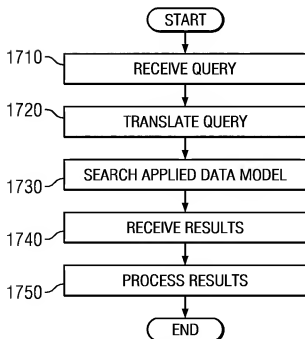 START
1710
RECEIVE QUERY
1720
TRANSLATE QUERY
1730
SEARCH APPLIED DATA MODEL
1740
RECEIVE RESULTS
1750
PROCESS RESULTS
END